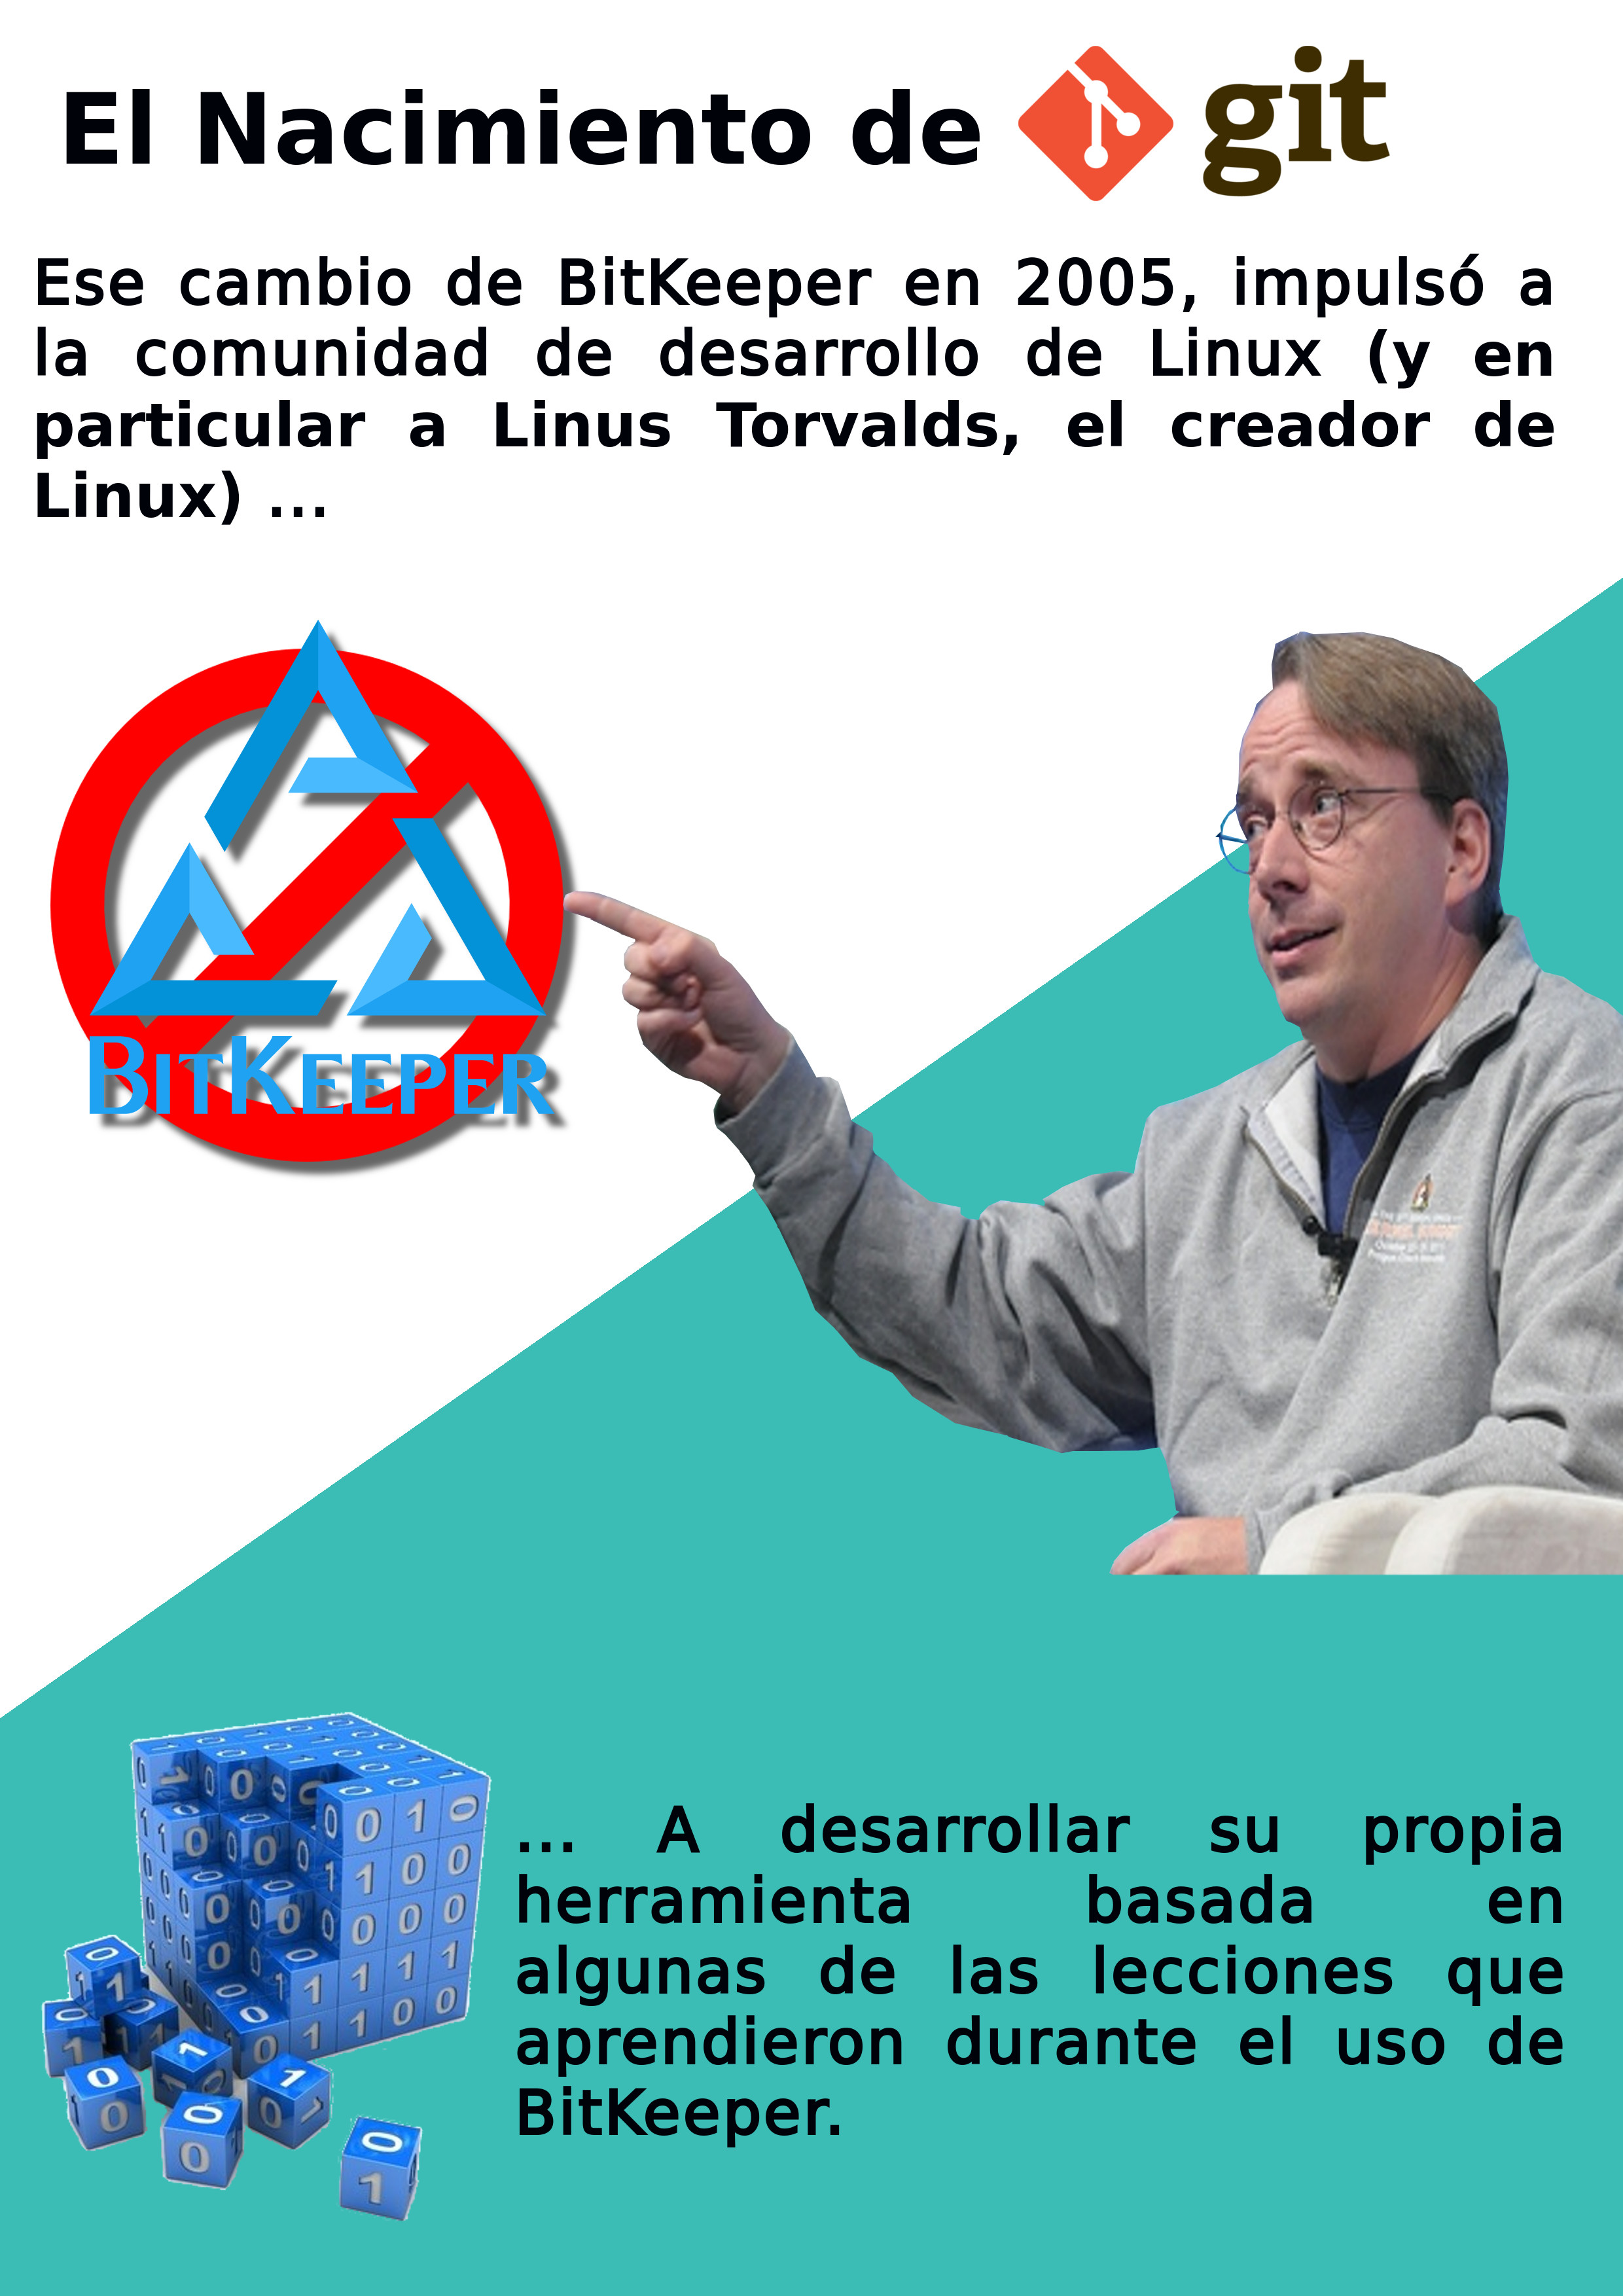 El Nacimiento de git
Ese cambio de BitKeeper en 2005, impulsó a
la comunidad de desarrollo de Linux (y en
particular a Linus Torvalds, el creador de
Linux) ...
BITKEEPER
... A desarrollar su propia
herramienta basada en
algunas de las lecciones que
aprendieron durante el uso de
BitKeeper.